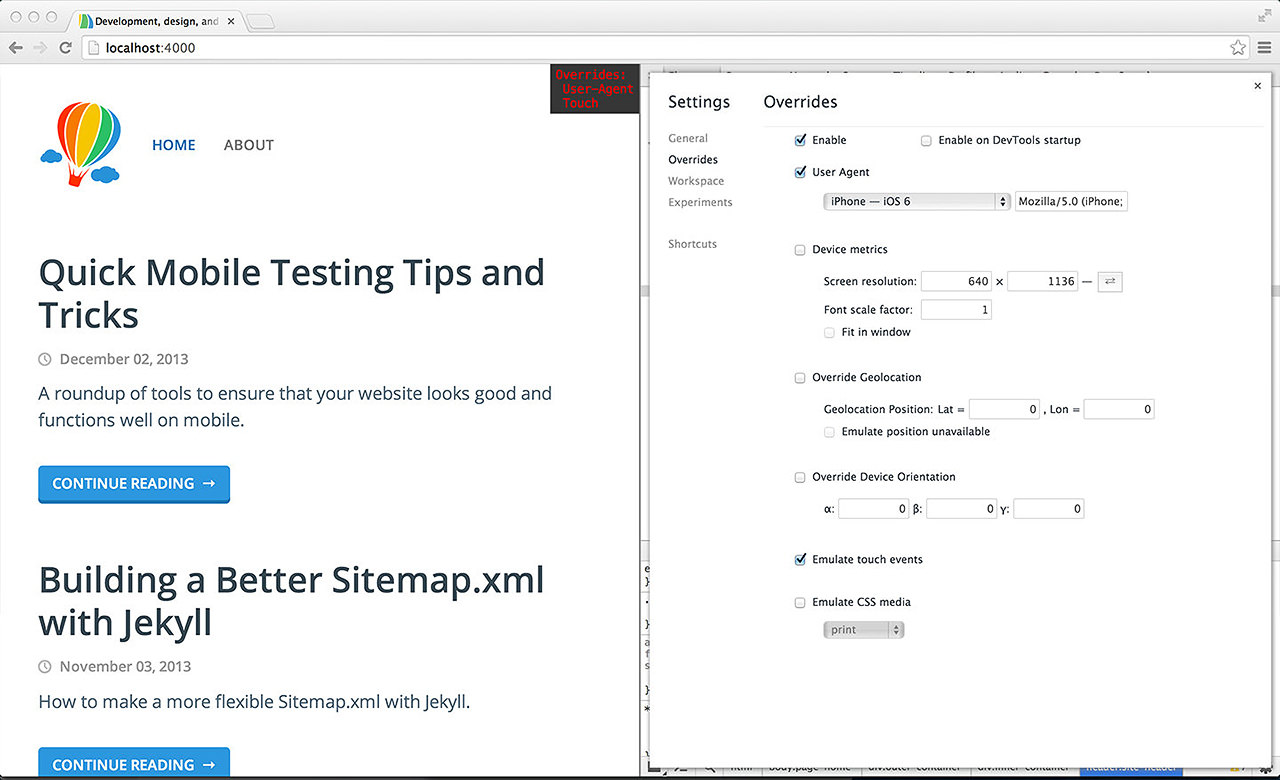 Development, design, and
localhost:4000
Overrides:
User-Agent
Touch
HOME ABOUT
Quick Mobile Testing Tips and
Tricks
December 02, 2013
A roundup of tools to ensure that your website looks good and
functions well on mobile.
CONTINUE READING →
Building a Better Sitemap.xml
with Jekyll
November 03, 2013
How to make a more flexible Sitemap.xml with Jekyll.
CONTINUE READING →
Settings
General
Overrides
Workspace
Experiments
Shortcuts
Overrides
Enable Enable on DevTools startup
User Agent
iPhone — iOS 6 Mozilla/5.0 (iPhone;
Device metrics
Screen resolution: 640 × 1136 —
Font scale factor: 1
Fit in window
Override Geolocation
Geolocation Position: Lat = 0 , Lon = 0
Emulate position unavailable
Override Device Orientation
α: 0 β: 0 γ: 0
Emulate touch events
Emulate CSS media
print